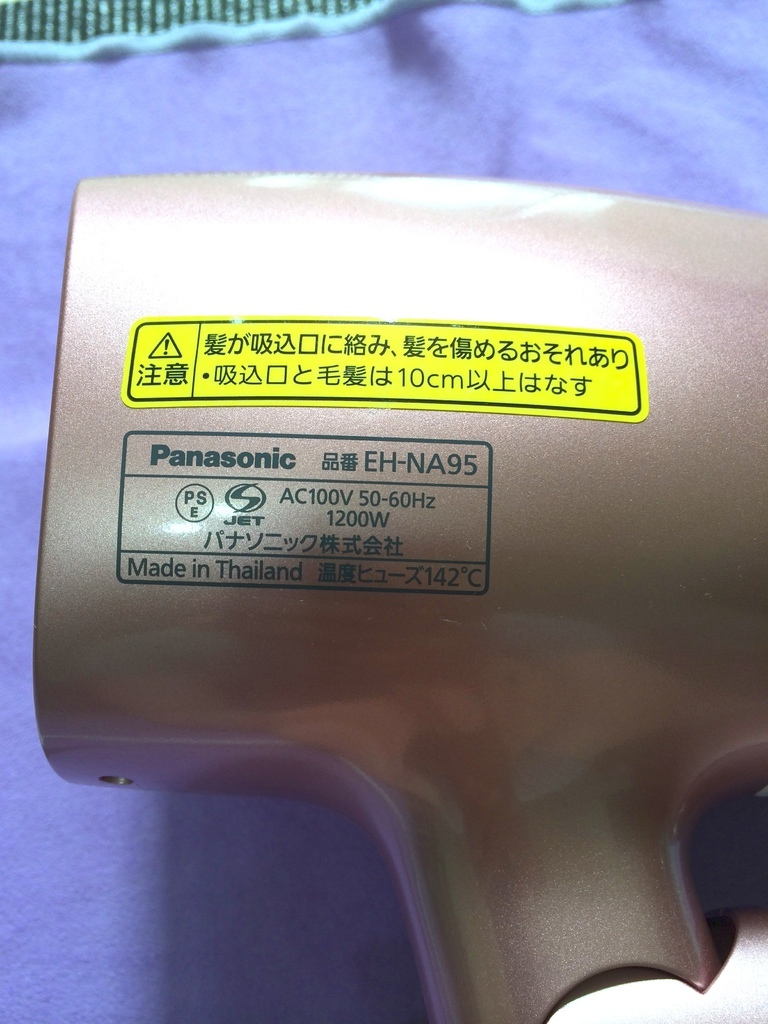 注意
髪が吸込口に絡み、髪を傷めるおそれあり
・吸込口と毛髪は10cm以上はなす
Panasonic 品番 EH-NA95
PS E JET AC100V 50-60Hz
1200W
パナソニック株式会社
Made in Thailand 温度ヒューズ142℃